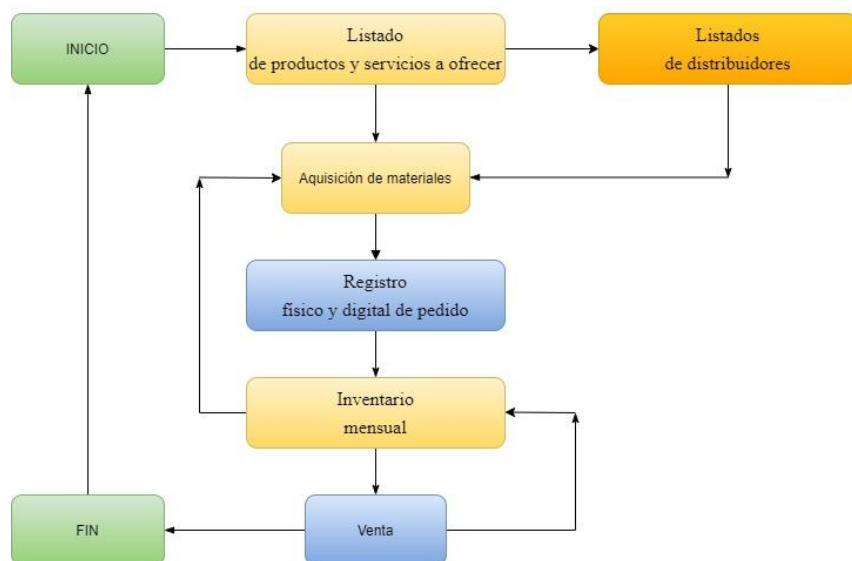 INICIO
Listado
de productos y servicios a ofrecer
Listados
de distribuidores
Aquisición de materiales
Registro
físico y digital de pedido
Inventario
mensual
FIN
Venta